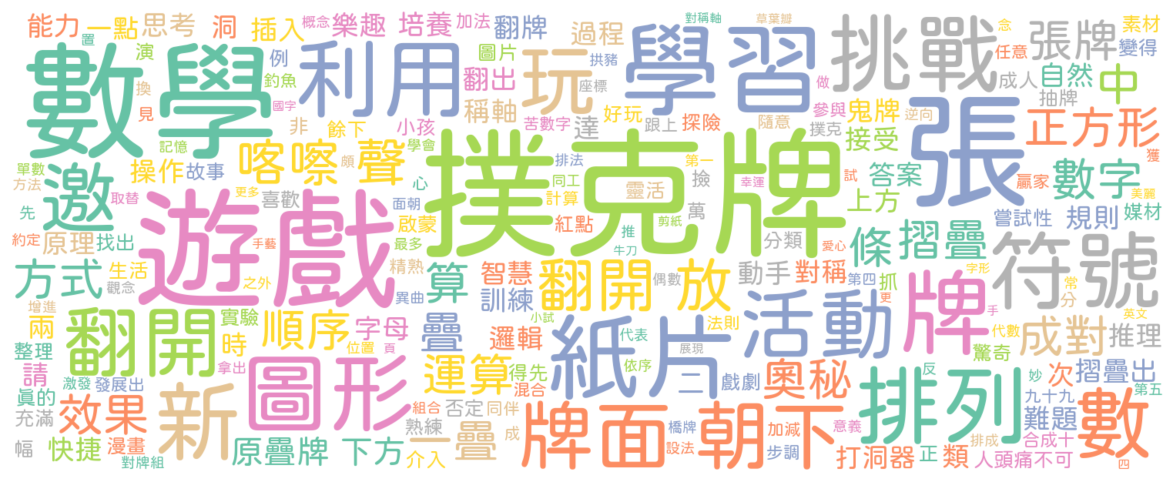 能力
一點
思考
洞
插入
概念
樂趣
培養
加法
翻牌
過程
對稱軸
草葉瓣
挑戰
念
素材
置
演
例
圖片
拱豬
任意
張牌
變得
數學
利用
玩
學習
釣魚
翻出
座標
成人
自然
中
換
國字
稱軸
做
抽牌
見
非
餘下
小孩
苦數字
好玩
跟上
探險
參與
鬼牌
逆向
張
正方形
記憶
學會
達
隨意
撲克
接受
單數
喀嚓
聲
頗
排法
撲克牌
第一
獲
方法
操作
故事
同工
靈活
撿
幸運
答案
試
贏家
數字
取替
心
面朝
計算
剪紙
美麗
邀
遊戲
喜歡
更多
啟蒙
紅點
萬
上方
嘗試性
規則
媒材
先
約定
原理
找出
手藝
最多
推
分類
愛心
條
摺疊
符號
方式
生活
之外
精熟
算
智慧
牛刀
動手
對稱
第四
抓
字形
觀念
異曲
訓練
翻開
偶數
放
更
手
常
分
增進
實驗
小試
活動
牌
英文
兩
翻開
順序
字母
疊
邏輯
紙片
代表
法則
代數
成對
推理
整理
時
位置
頁
展現
驚奇
請
拿出
圖形
運算
得先
依序
反
妙
激發
發展出
混合
二
戲劇
奧秘
排列
次
摺疊出
真的
新
組合
否定
同伴
九十九
第五
充滿
效果
熟練
一疊
成
牌面
橋牌
朝下
加減
意義
難題
數
幅
快捷
漫畫
原疊牌
下方
介入
設法
步調
打洞器
正
類
排成
合成十
對牌組
人頭痛不可
四